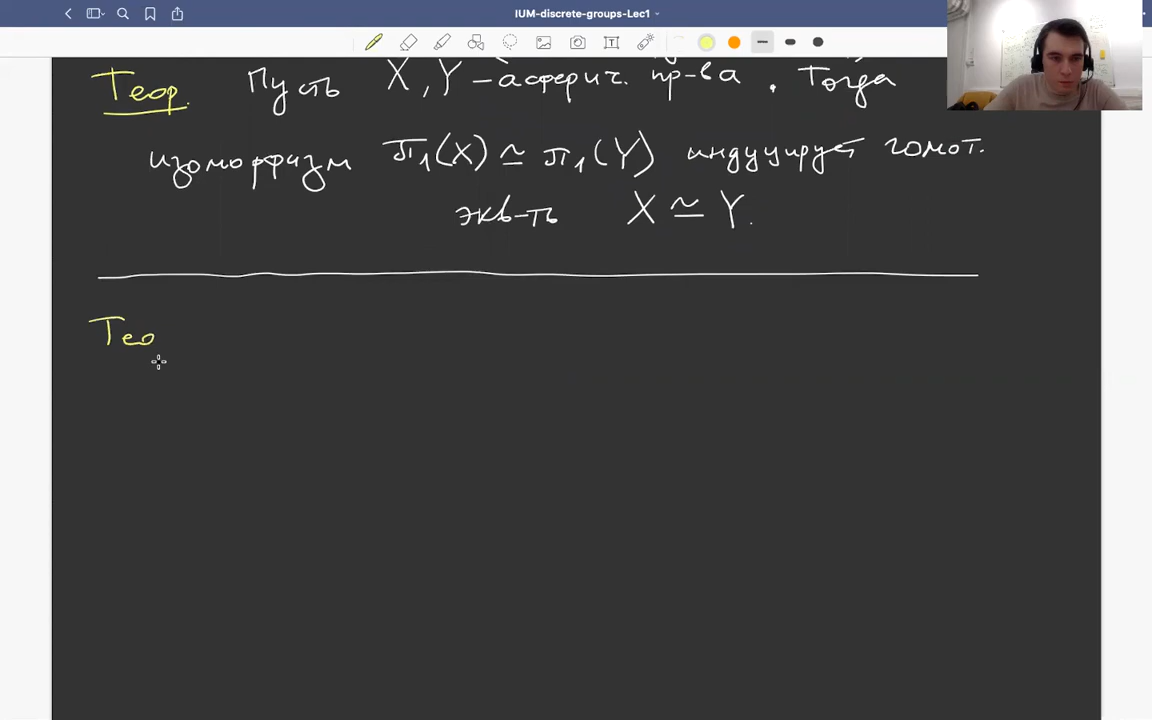 IUM-discrete-groups-Lec1
Теор. Пусть X, Y – асферич. пр-ва. Тогда
изоморфизм π₁(X) ≃ π₁(Y) индуцирует гомот.
экв-ть X ≃ Y.
Тео